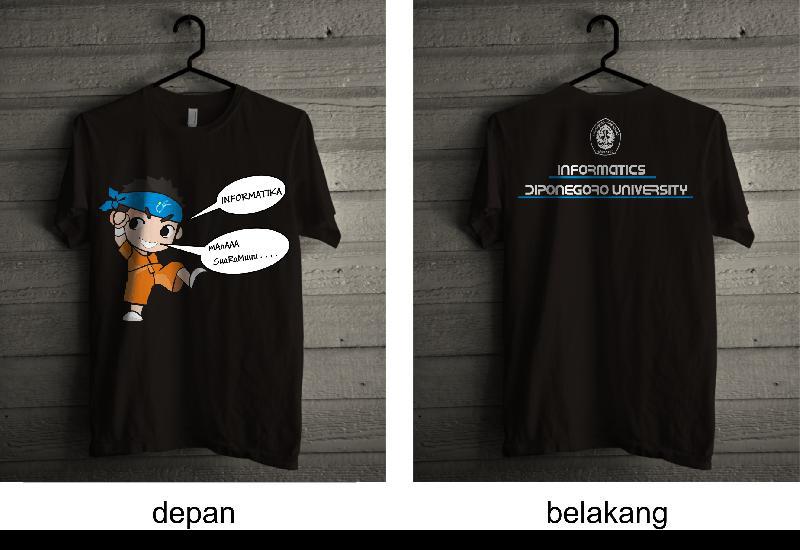 INFORMATIKA
MAnAAA
SuaRaMuuu . . . .
INFORMATICS
DIPONEGORO UNIVERSITY
depan
belakang